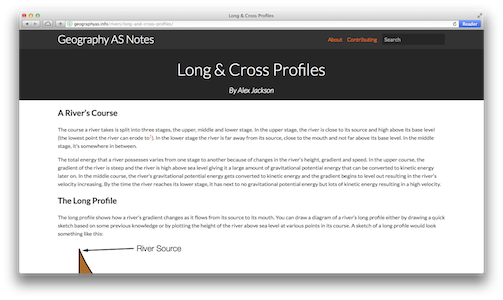 Long & Cross Profiles
geographyas.info/rivers/long-and-cross-profiles/
Reader
Geography AS Notes
About
Contributing
Search
Long & Cross Profiles
By Alex Jackson
A River's Course
The course a river takes is split into three stages, the upper, middle and lower stage. In the upper stage, the river is close to its source and high above its base level
(the lowest point the river can erode to¹). In the lower stage the river is far away from its source, close to the mouth and not far above its base level. In the middle
stage, it's somewhere in between.
The total energy that a river possesses varies from one stage to another because of changes in the river's height, gradient and speed. In the upper course, the
gradient of the river is steep and the river is high above sea level giving it a large amount of gravitational potential energy that can be converted to kinetic energy
later on. In the middle course, the river's gravitational potential energy gets converted to kinetic energy and the gradient begins to level out resulting in the river's
velocity increasing. By the time the river reaches its lower stage, it has next to no gravitational potential energy but lots of kinetic energy resulting in a high velocity.
The Long Profile
The long profile shows how a river's gradient changes as it flows from its source to its mouth. You can draw a diagram of a river's long profile either by drawing a quick
sketch based on some previous knowledge or by plotting the height of the river above sea level at various points in its course. A sketch of a long profile would look
something like this:
River Source